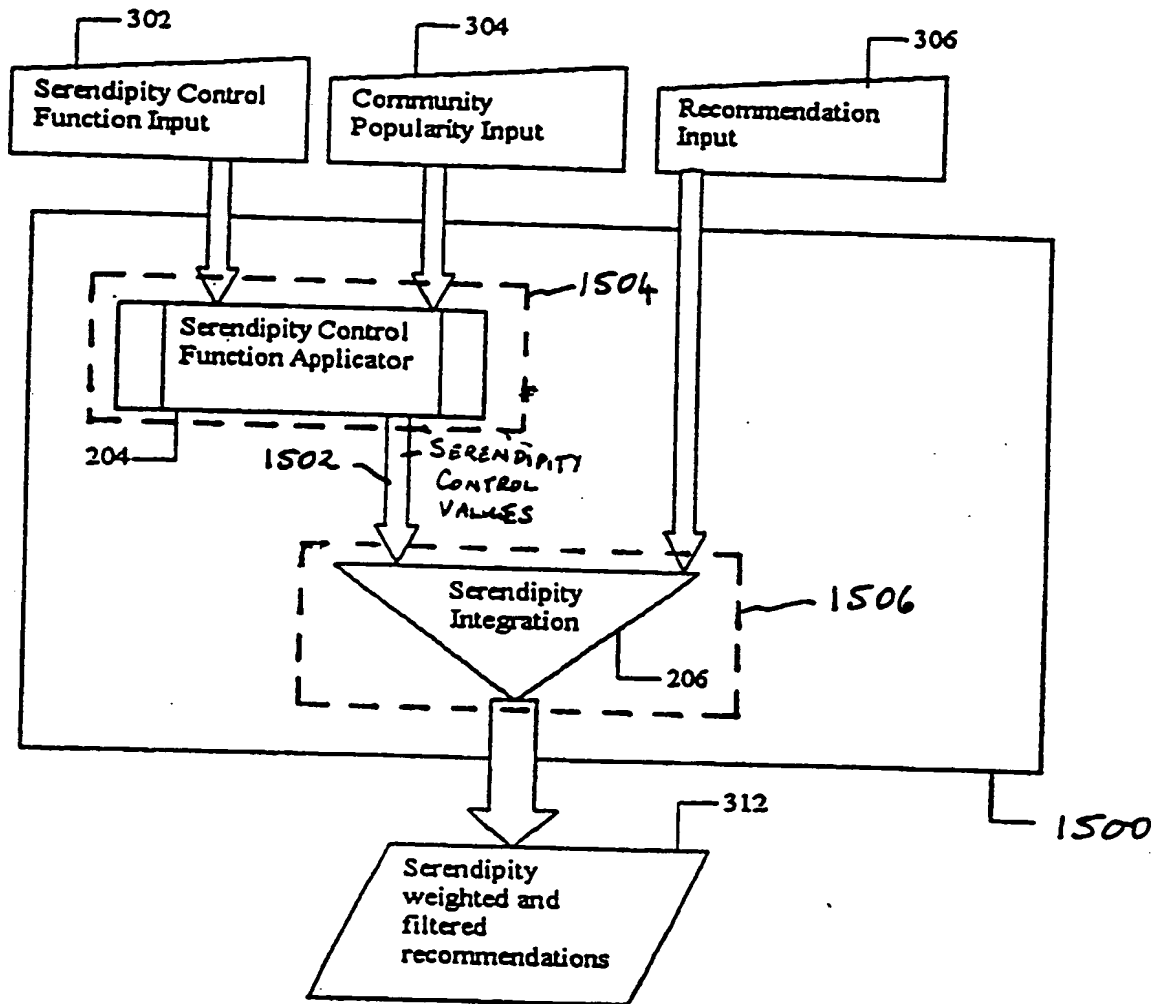 302
304
306
Serendipity Control
Function Input
Community
Popularity Input
Recommendation
Input
1504
Serendipity Control
Function Applicator
204
1502
SERENDIPITY
CONTROL
VALUES
Serendipity
Integration
1506
206
312
1500
Serendipity
weighted and
filtered
recommendations